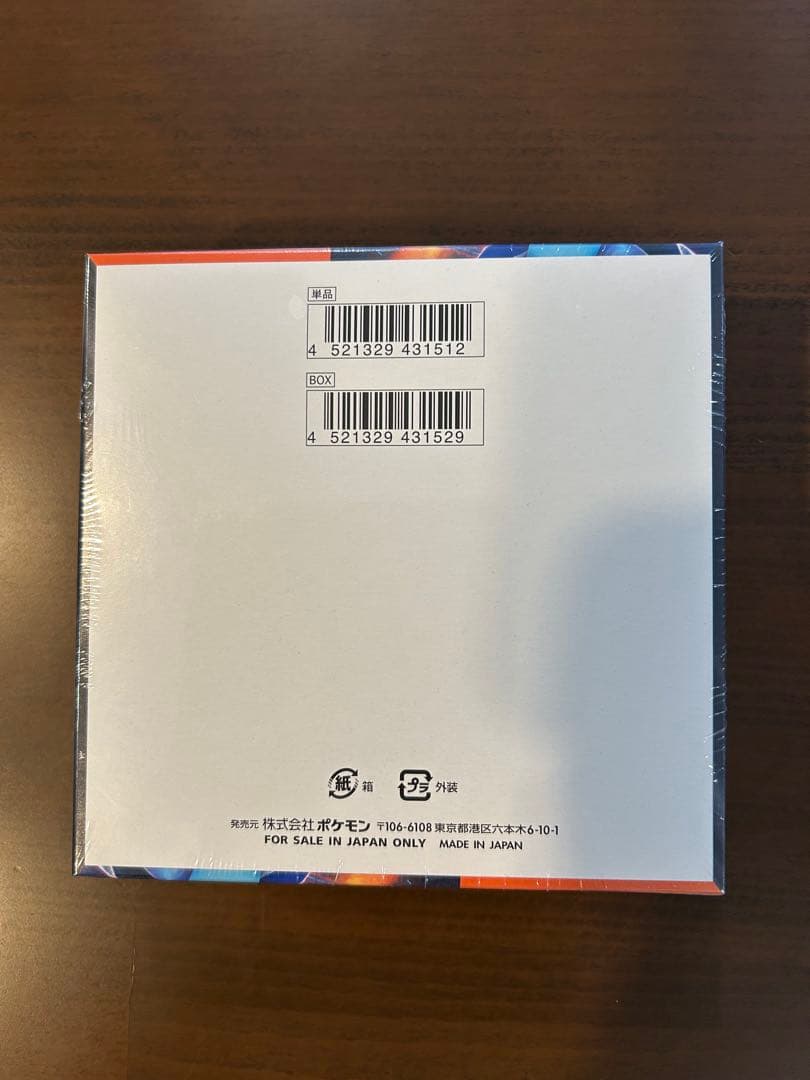 単品
4 521329 431512
BOX
4 521329 431529
紙 箱 プラ 外装
発売元 株式会社 ポケモン 〒106-6108 東京都港区六本木6-10-1
FOR SALE IN JAPAN ONLY MADE IN JAPAN